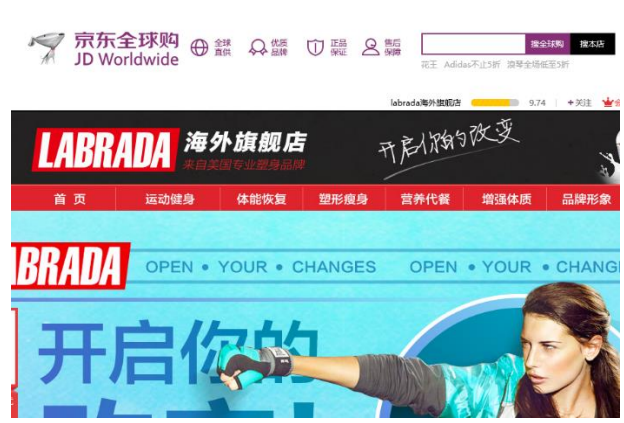 京东全球购
JD Worldwide
全球
直供
优质
品牌
正品
保证
售后
保障
搜全球购
搜本店
花王 Adidas不止5折 浪琴全场低至5折
labrada海外旗舰店 9.74 +关注
LABRADA
海外旗舰店
来自美国专业塑身品牌
开启你的改变
首页 运动健身 体能恢复 塑形瘦身 营养代餐 增强体质 品牌形象
BRADA
OPEN • YOUR • CHANGES OPEN • YOUR • CHANG
开启你的